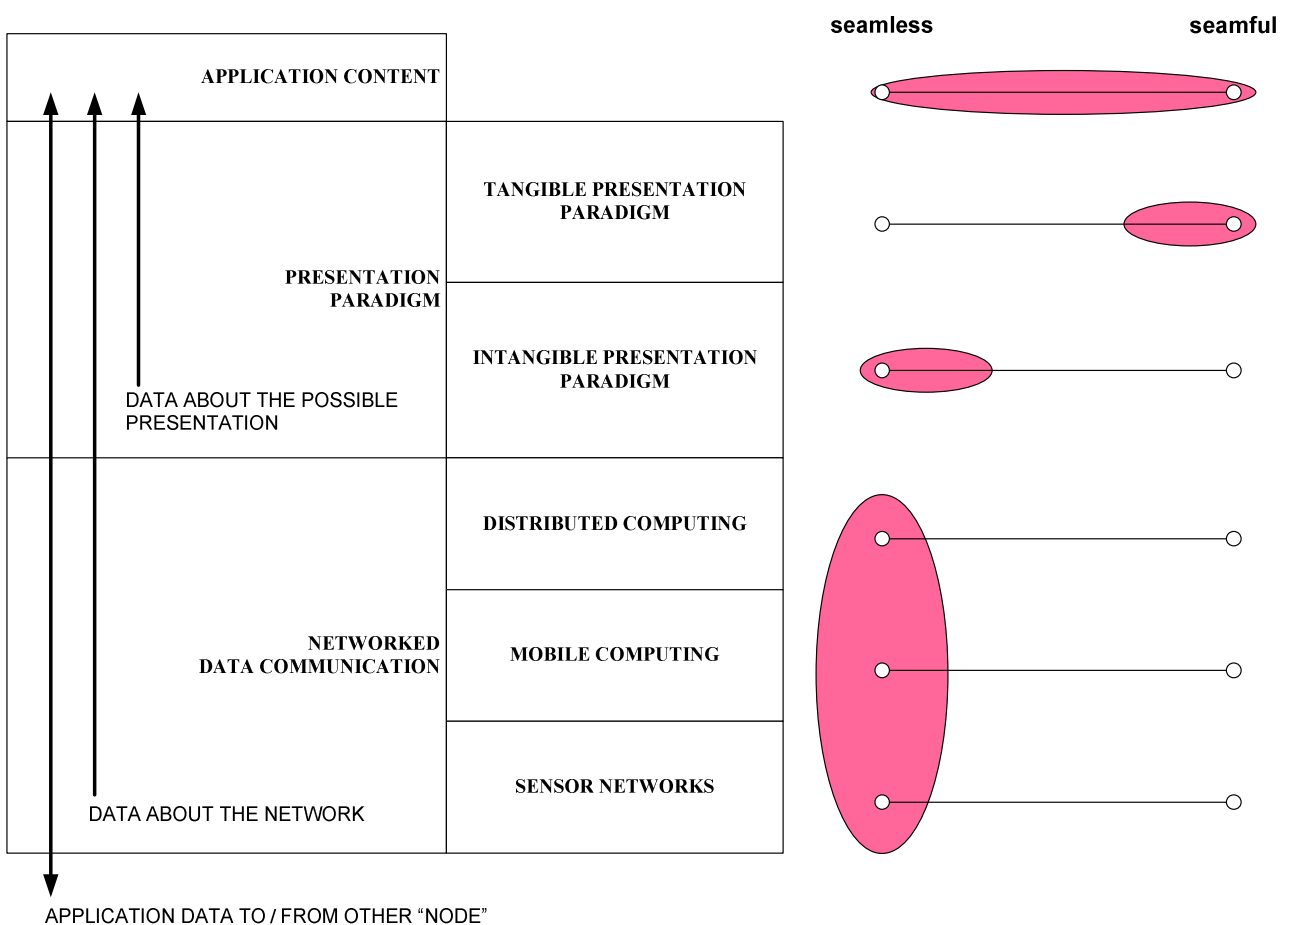 seamless
seamful
APPLICATION CONTENT
TANGIBLE PRESENTATION
PARADIGM
PRESENTATION
PARADIGM
INTANGIBLE PRESENTATION
PARADIGM
DATA ABOUT THE POSSIBLE
PRESENTATION
DISTRIBUTED COMPUTING
NETWORKED
DATA COMMUNICATION
MOBILE COMPUTING
SENSOR NETWORKS
DATA ABOUT THE NETWORK
APPLICATION DATA TO / FROM OTHER “NODE”